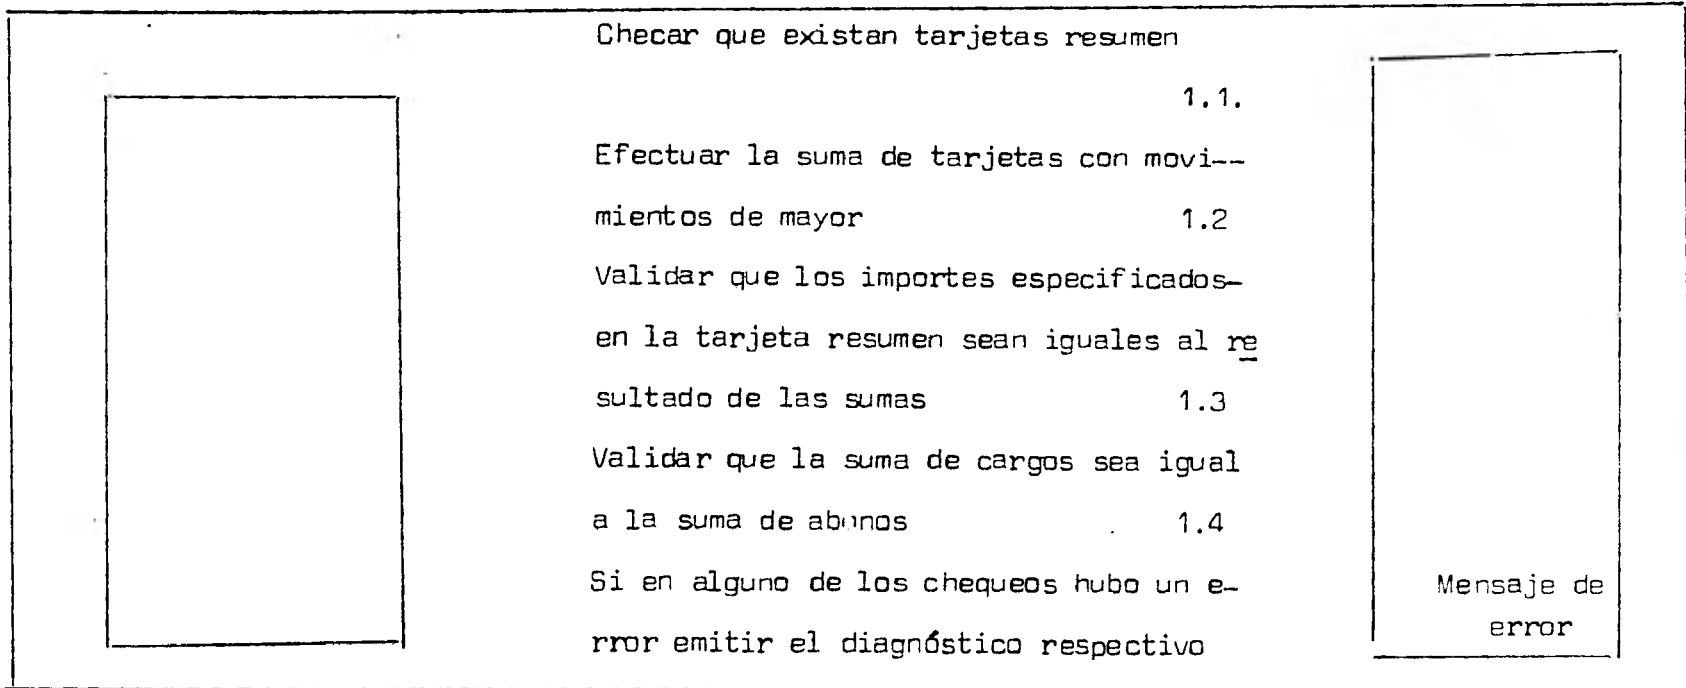 Checar que existan tarjetas resumen
1.1.
Efectuar la suma de tarjetas con movi--
mientos de mayor 1.2
Validar que los importes especificados-
en la tarjeta resumen sean iguales al re
sultado de las sumas 1.3
Validar que la suma de cargos sea igual
a la suma de abonos 1.4
Si en alguno de los chequeos hubo un e-
rror emitir el diagnóstico respectivo
Mensaje de
error